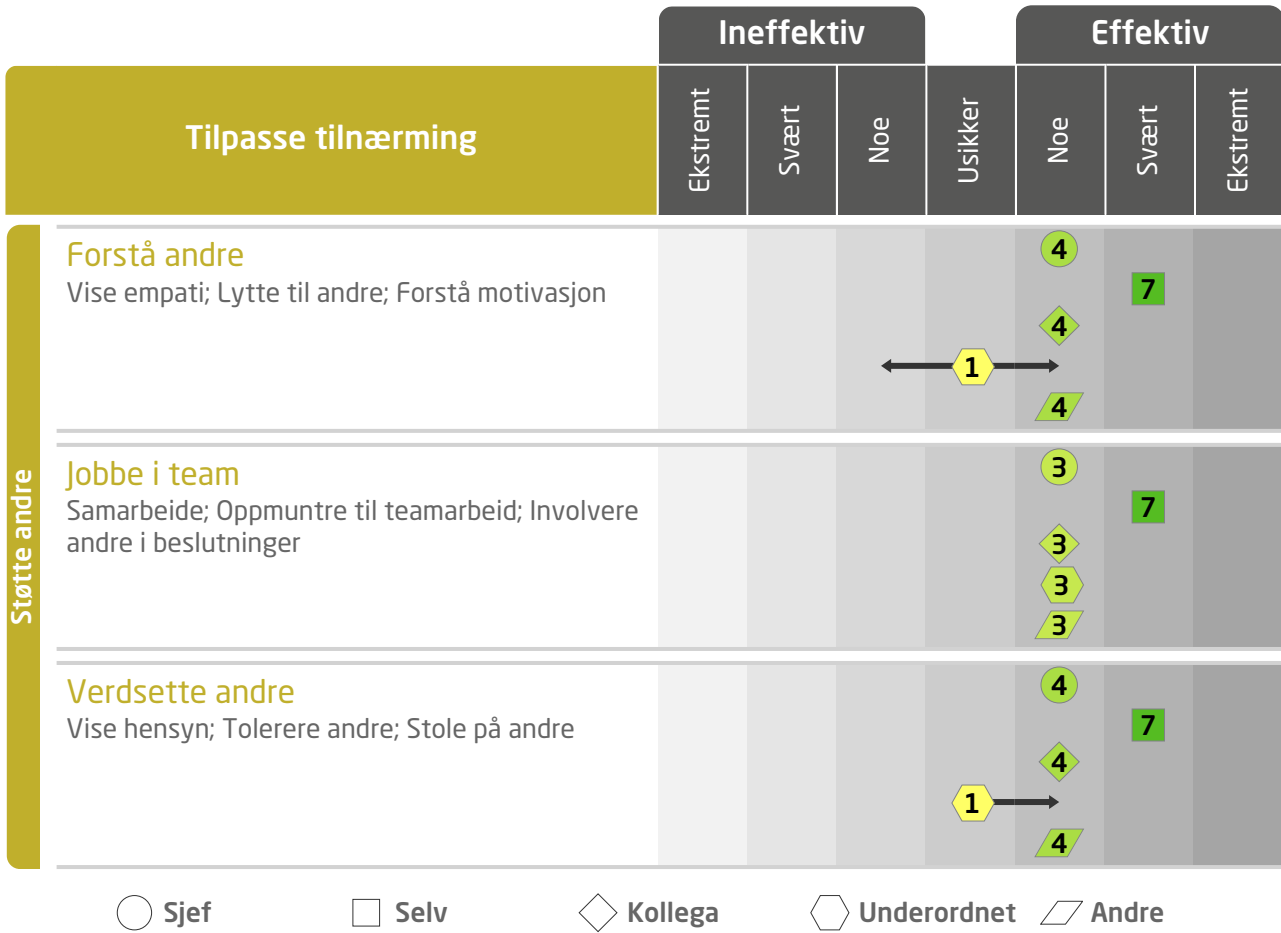 Ineffektiv
Effektiv
Tilpasse tilnærming
Ekstremt
Svært
Noe
Usikker
Noe
Svært
Ekstremt
Støtte andre
Forstå andre
Vise empati; Lytte til andre; Forstå motivasjon
4
7
4
1
4
Jobbe i team
Samarbeide; Oppmuntre til teamarbeid; Involvere
andre i beslutninger
3
7
3
3
3
Verdsette andre
Vise hensyn; Tolerere andre; Stole på andre
4
7
4
1
4
Sjef
Selv
Kollega
Underordnet
Andre